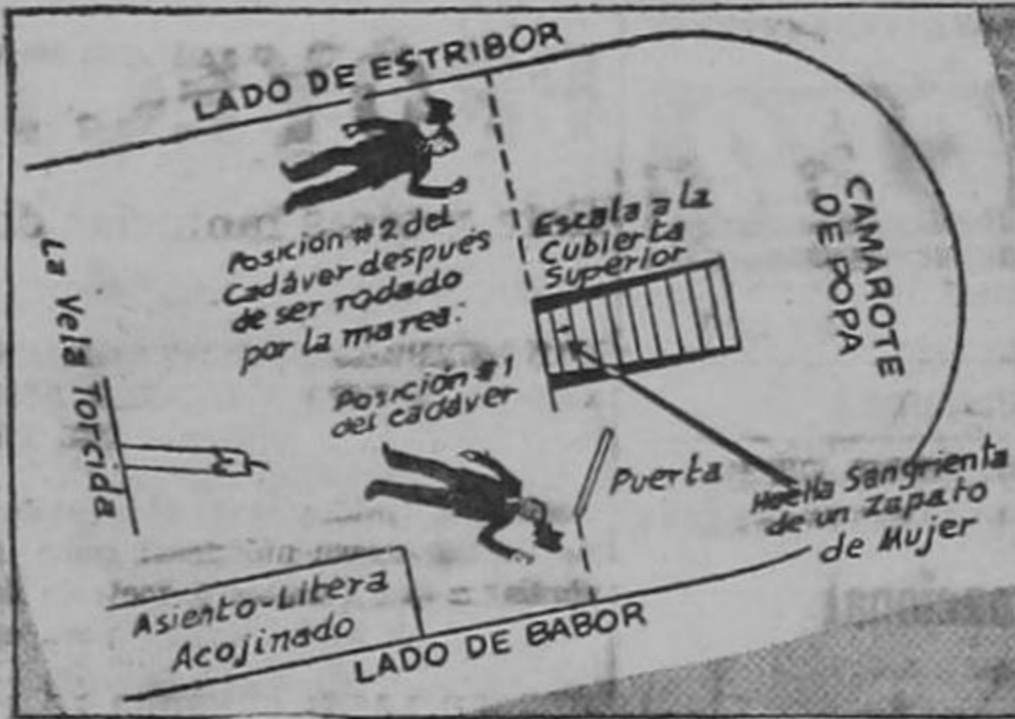 LADO DE ESTRIBOR
Posición #2 del
Cadáver después
de ser rodado
por la marea.
Escala a la
Cubierta
Superior
CAMAROTE
DE POPA
La Vela Torcida
Posición #1
del cadáver
Puerta
Huella Sangrienta
de un Zapato
de Mujer
Asiento-Litera
Acojinado
LADO DE BABOR